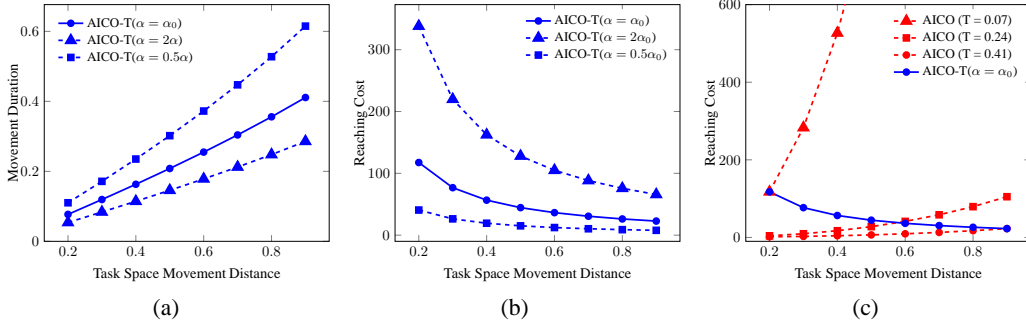 0.6
0.4
0.2
0
Movement Duration
AICO-T(α = α₀)
AICO-T(α = 2α)
AICO-T(α = 0.5α)
0.2 0.4 0.6 0.8
Task Space Movement Distance
(a)
300
200
100
0
Reaching Cost
AICO-T(α = α₀)
AICO-T(α = 2α₀)
AICO-T(α = 0.5α₀)
0.2 0.4 0.6 0.8
Task Space Movement Distance
(b)
600
400
200
0
Reaching Cost
AICO (T = 0.07)
AICO (T = 0.24)
AICO (T = 0.41)
AICO-T(α = α₀)
0.2 0.4 0.6 0.8
Task Space Movement Distance
(c)